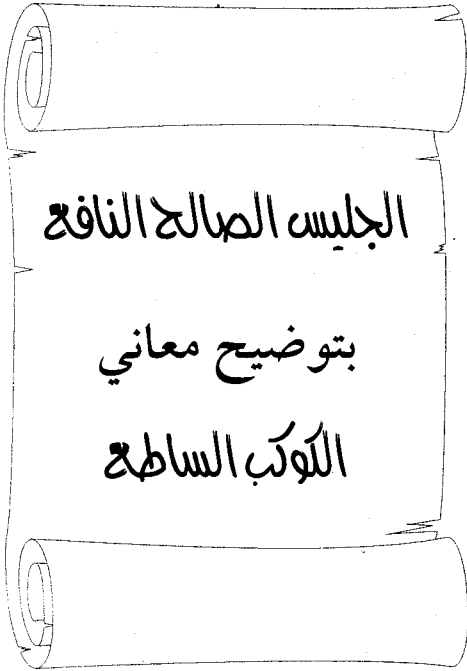 الجليس الصالح النافع
بتوضيح معاني
الكوكب الساطع